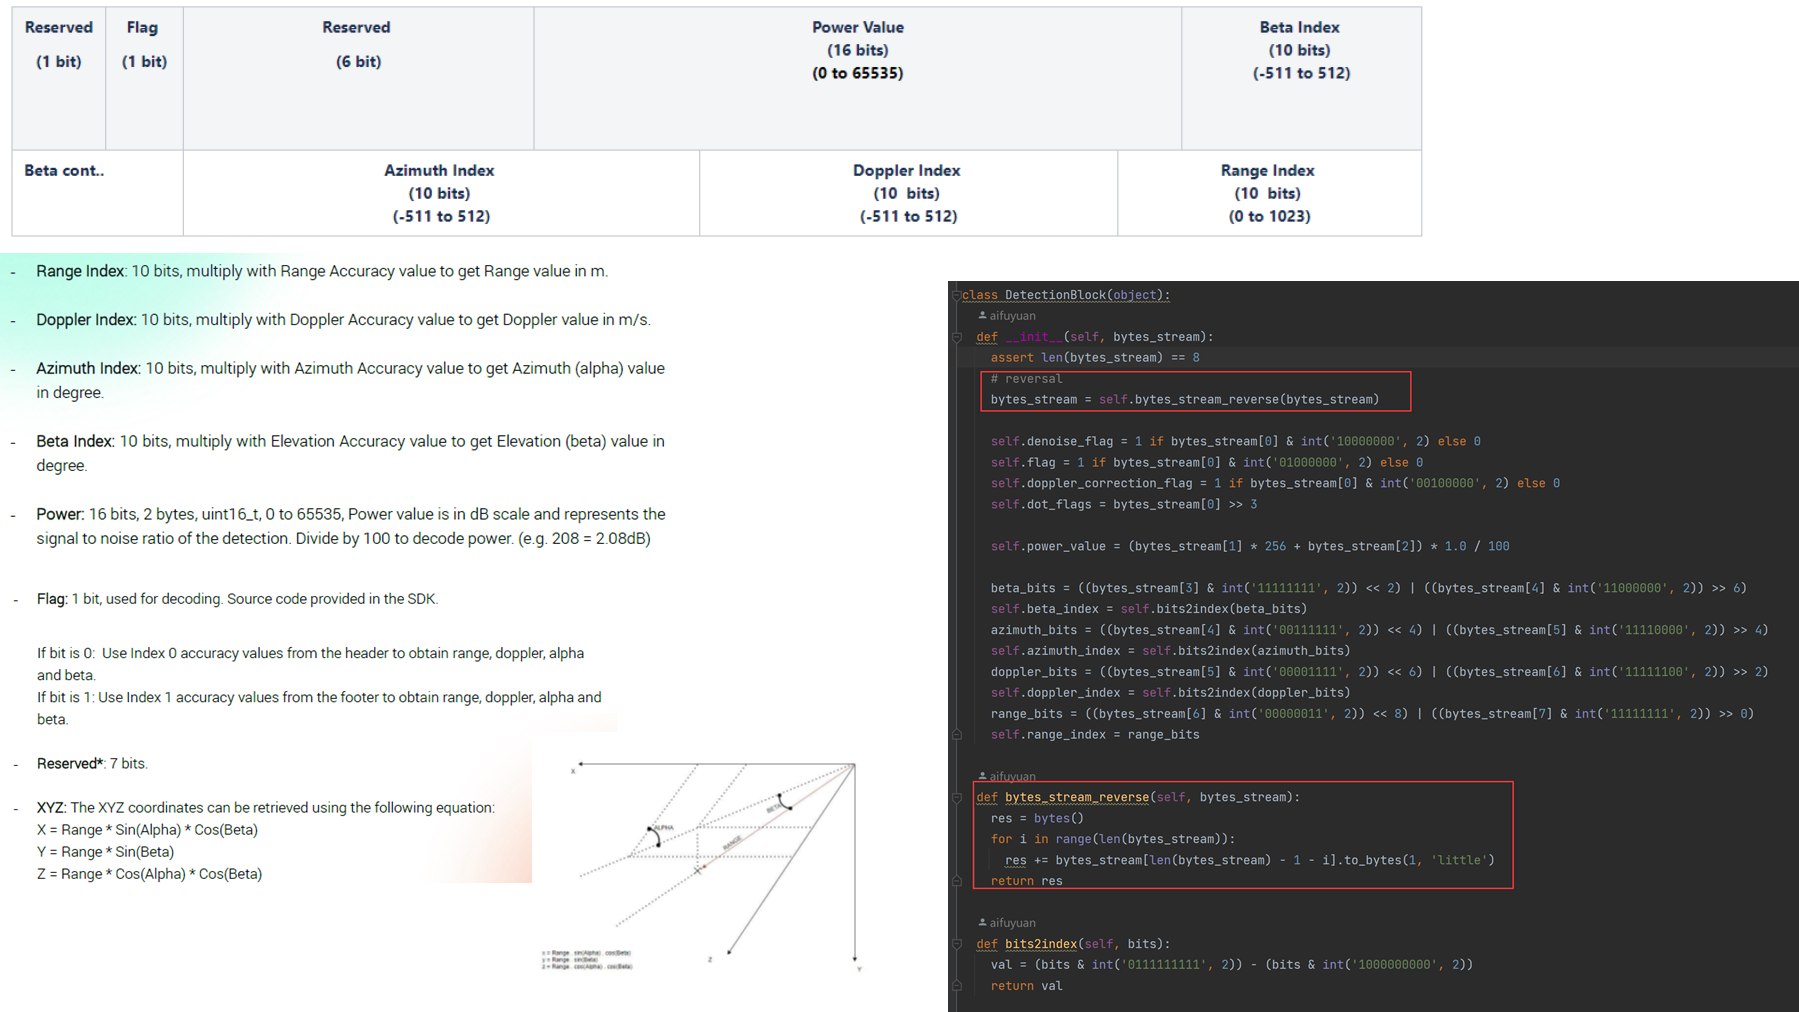 Reserved Flag Reserved Power Value Beta Index
(1 bit) (1 bit) (6 bit) (16 bits) (10 bits)
(0 to 65535) (-511 to 512)
Beta cont.. Azimuth Index Doppler Index Range Index
(10 bits) (10 bits) (10 bits)
(-511 to 512) (-511 to 512) (0 to 1023)
- Range Index: 10 bits, multiply with Range Accuracy value to get Range value in m.
- Doppler Index: 10 bits, multiply with Doppler Accuracy value to get Doppler value in m/s.
- Azimuth Index: 10 bits, multiply with Azimuth Accuracy value to get Azimuth (alpha) value
in degree.
- Beta Index: 10 bits, multiply with Elevation Accuracy value to get Elevation (beta) value in
degree.
- Power: 16 bits, 2 bytes, uint16_t, 0 to 65535, Power value is in dB scale and represents the
signal to noise ratio of the detection. Divide by 100 to decode power. (e.g. 208 = 2.08dB)
- Flag: 1 bit, used for decoding. Source code provided in the SDK.
If bit is 0: Use Index 0 accuracy values from the header to obtain range, doppler, alpha
and beta.
If bit is 1: Use Index 1 accuracy values from the footer to obtain range, doppler, alpha and
beta.
- Reserved*: 7 bits.
- XYZ: The XYZ coordinates can be retrieved using the following equation:
X = Range * Sin(Alpha) * Cos(Beta)
Y = Range * Sin(Beta)
Z = Range * Cos(Alpha) * Cos(Beta)
X
BETA
ALPHA
RANGE
Z
Y
x = Range . sin(Alpha) . cos(Beta)
y = Range . sin(Beta)
z = Range . cos(Alpha) . cos(Beta)
class DetectionBlock(object):
aifuyuan
def __init__(self, bytes_stream):
assert len(bytes_stream) == 8
# reversal
bytes_stream = self.bytes_stream_reverse(bytes_stream)
self.denoise_flag = 1 if bytes_stream[0] & int('10000000', 2) else 0
self.flag = 1 if bytes_stream[0] & int('01000000', 2) else 0
self.doppler_correction_flag = 1 if bytes_stream[0] & int('00100000', 2) else 0
self.dot_flags = bytes_stream[0] >> 3
self.power_value = (bytes_stream[1] * 256 + bytes_stream[2]) * 1.0 / 100
beta_bits = ((bytes_stream[3] & int('11111111', 2)) << 2) | ((bytes_stream[4] & int('11000000', 2)) >> 6)
self.beta_index = self.bits2index(beta_bits)
azimuth_bits = ((bytes_stream[4] & int('00111111', 2)) << 4) | ((bytes_stream[5] & int('11110000', 2)) >> 4)
self.azimuth_index = self.bits2index(azimuth_bits)
doppler_bits = ((bytes_stream[5] & int('00001111', 2)) << 6) | ((bytes_stream[6] & int('11111100', 2)) >> 2)
self.doppler_index = self.bits2index(doppler_bits)
range_bits = ((bytes_stream[6] & int('00000011', 2)) << 8) | ((bytes_stream[7] & int('11111111', 2)) >> 0)
self.range_index = range_bits
aifuyuan
def bytes_stream_reverse(self, bytes_stream):
res = bytes()
for i in range(len(bytes_stream)):
res += bytes_stream[len(bytes_stream) - 1 - i].to_bytes(1, 'little')
return res
aifuyuan
def bits2index(self, bits):
val = (bits & int('0111111111', 2)) - (bits & int('1000000000', 2))
return val